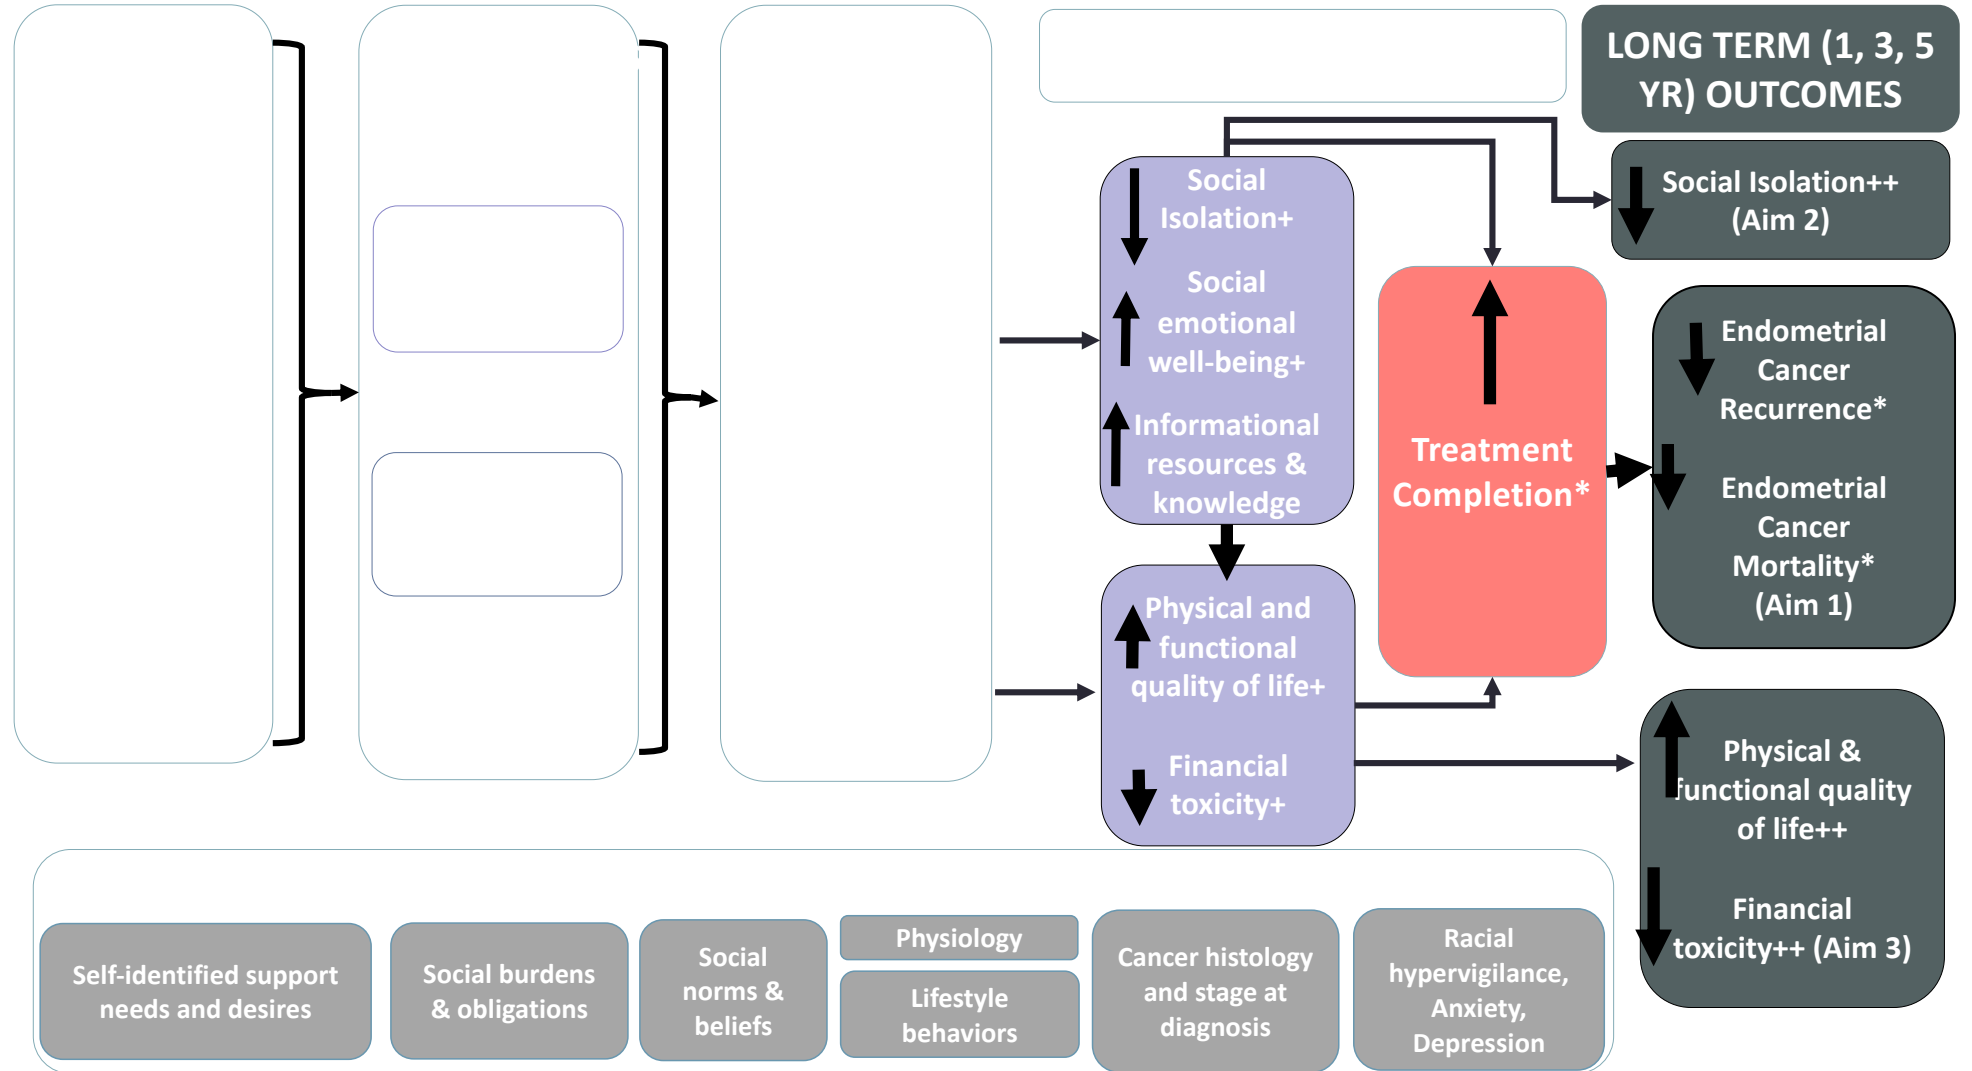 LONG TERM (1, 3, 5
YR) OUTCOMES
Social
Isolation+
Social
emotional
well-being+
Informational
resources &
knowledge
Physical and
functional
quality of life+
Financial
toxicity+
Treatment
Completion*
Social Isolation++
(Aim 2)
Endometrial
Cancer
Recurrence*
Endometrial
Cancer
Mortality*
(Aim 1)
Physical &
functional quality
of life++
Financial
toxicity++ (Aim 3)
Self-identified support
needs and desires
Social burdens
& obligations
Social
norms &
beliefs
Physiology
Lifestyle
behaviors
Cancer histology
and stage at
diagnosis
Racial
hypervigilance,
Anxiety,
Depression